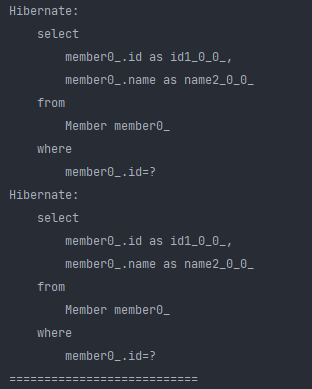 Hibernate:
    select
        member0_.id as id1_0_0_,
        member0_.name as name2_0_0_
    from
        Member member0_
    where
        member0_.id=?
Hibernate:
    select
        member0_.id as id1_0_0_,
        member0_.name as name2_0_0_
    from
        Member member0_
    where
        member0_.id=?
===========================